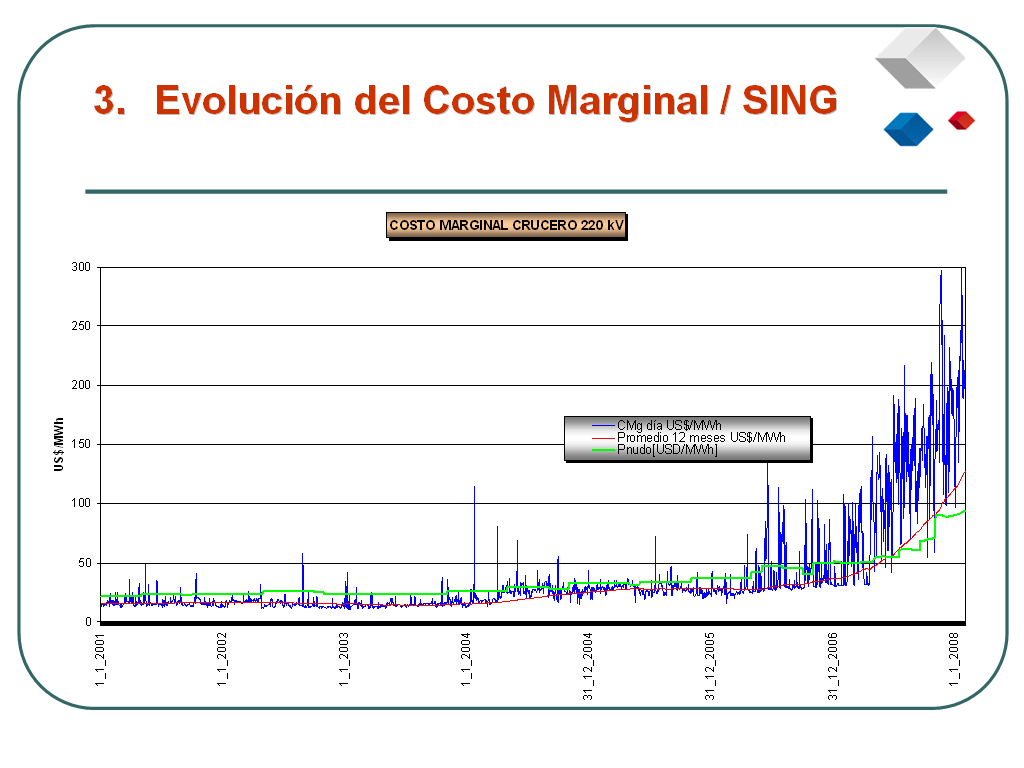 3. Evolución del Costo Marginal / SING
COSTO MARGINAL CRUCERO 220 kV
300
250
200
150
100
50
0
US$/MWh
CMg día US$/MWh
Promedio 12 meses US$/MWh
Pnudo[USD/MWh]
1_1_2001
1_1_2002
1_1_2003
1_1_2004
31_12_2004
31_12_2005
31_12_2006
1_1_2008